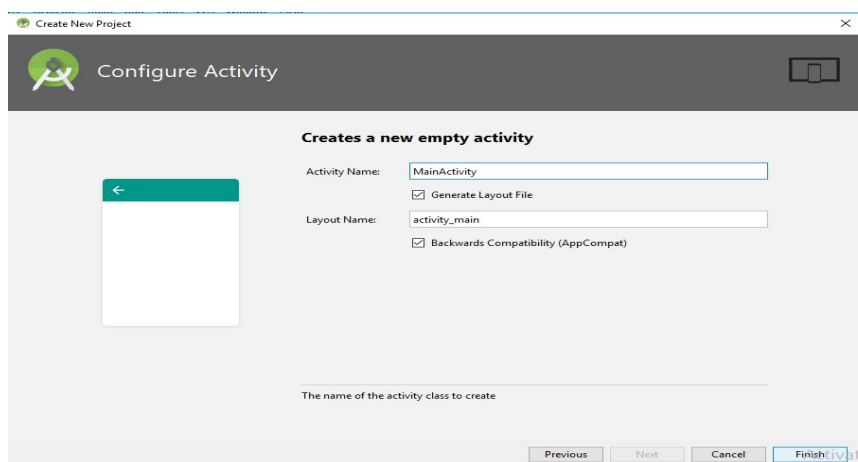 Create New Project
Configure Activity
Creates a new empty activity
Activity Name: MainActivity
Generate Layout File
Layout Name: activity_main
Backwards Compatibility (AppCompat)
The name of the activity class to create
Previous Next Cancel Finish